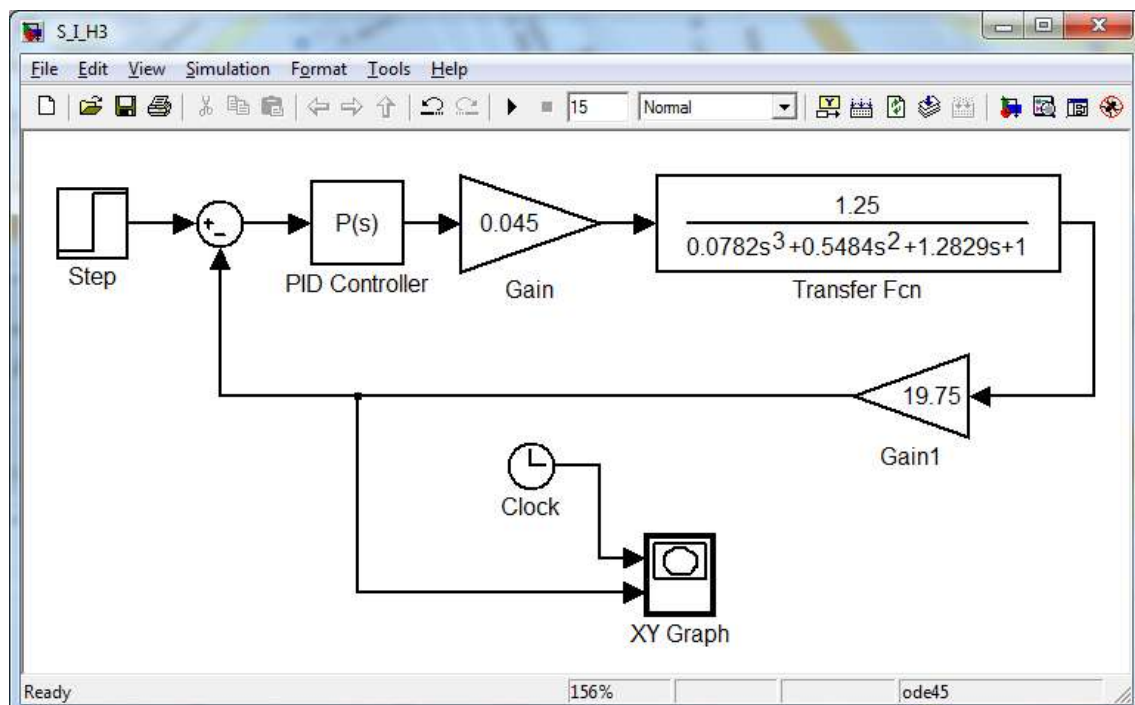 S_I_H3
File Edit View Simulation Format Tools Help
15 Normal
Step
+
-
P(s)
PID Controller
0.045
Gain
1.25
0.0782s³+0.5484s²+1.2829s+1
Transfer Fcn
19.75
Gain1
Clock
XY Graph
Ready 156% ode45